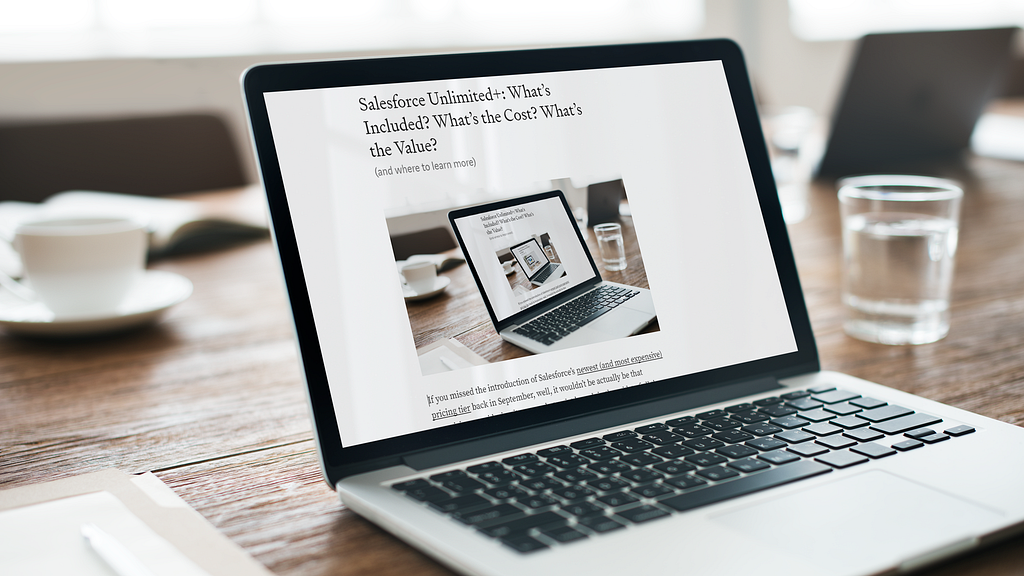 Salesforce Unlimited+: What's
Included? What's the Cost? What's
the Value?
(and where to learn more)
Salesforce Unlimited+: What's
Included? What's the Cost? What's
the Value?
If you missed the introduction of Salesforce's newest (and most expensive)
pricing tier back in September, well, it wouldn't be actually be that